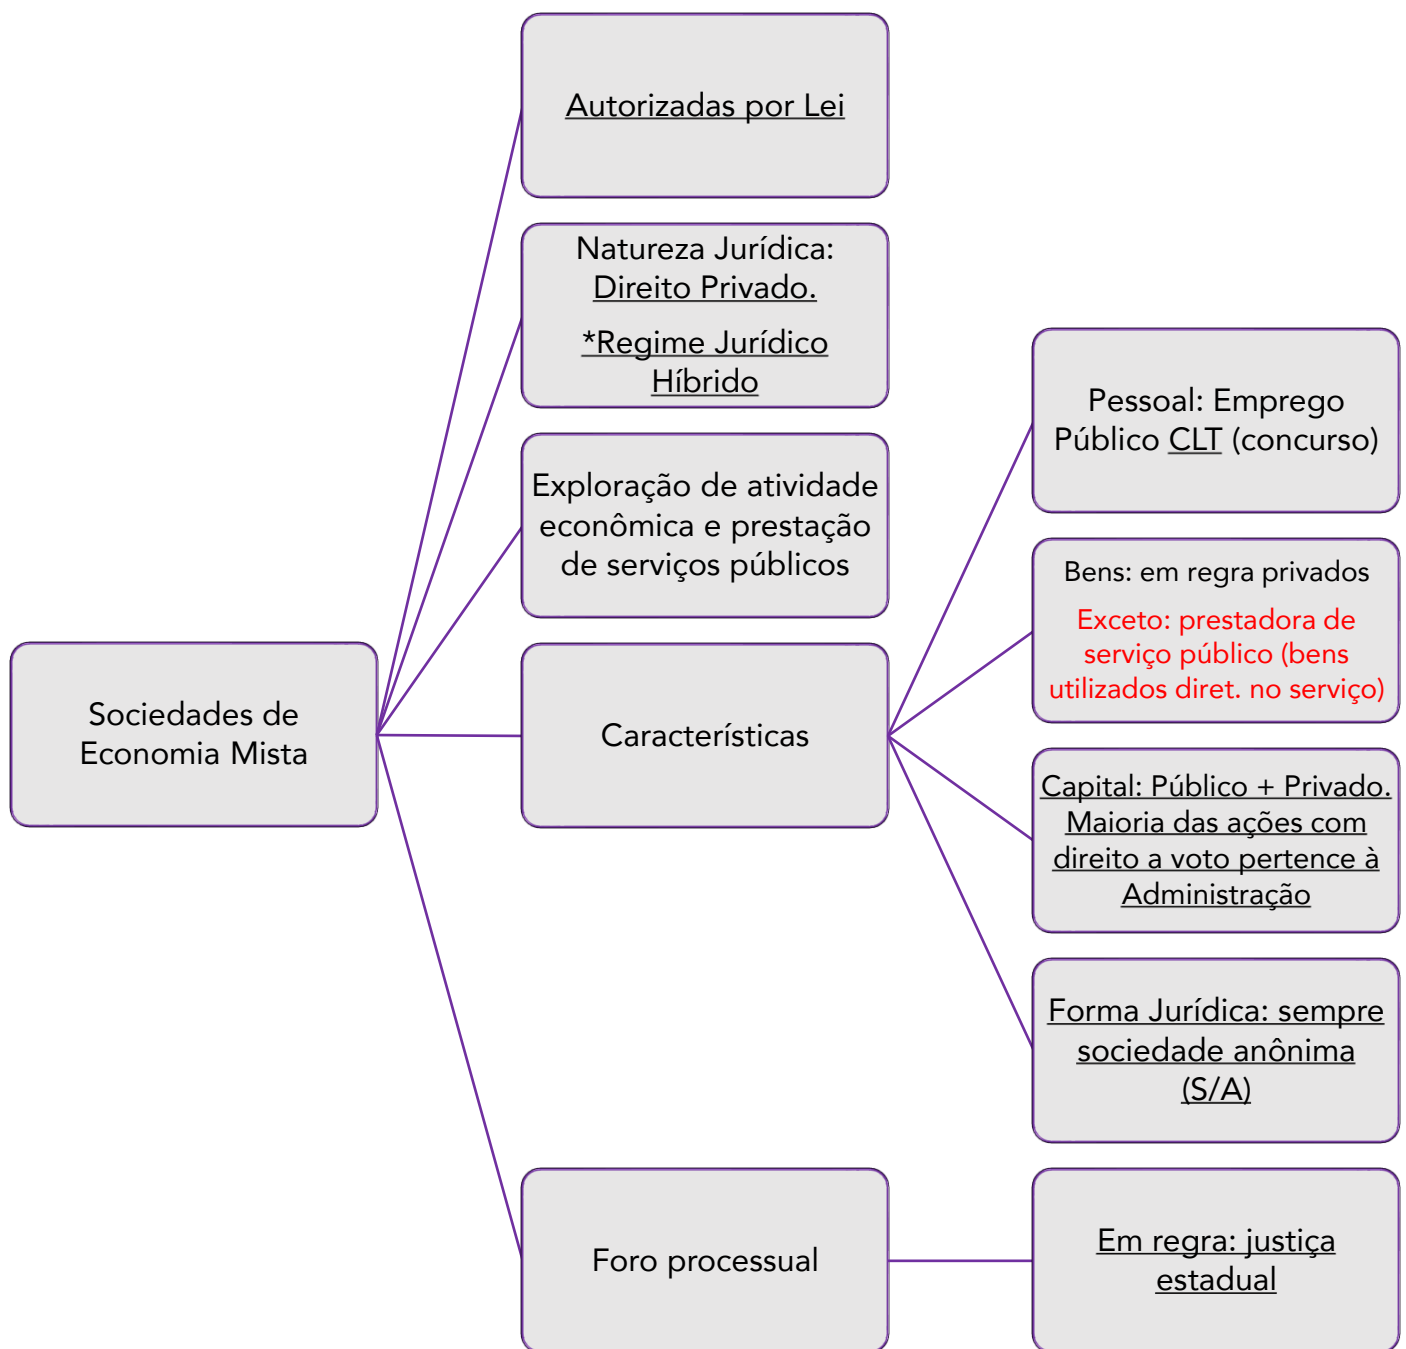 Autorizadas por Lei
Natureza Jurídica:
Direito Privado.
*Regime Jurídico
Híbrido
Exploração de atividade
econômica e prestação
de serviços públicos
Sociedades de
Economia Mista
Características
Pessoal: Emprego
Público CLT (concurso)
Bens: em regra privados
Exceto: prestadora de
serviço público (bens
utilizados diret. no serviço)
Capital: Público + Privado.
Maioria das ações com
direito a voto pertence à
Administração
Forma Jurídica: sempre
sociedade anônima
(S/A)
Foro processual
Em regra: justiça
estadual